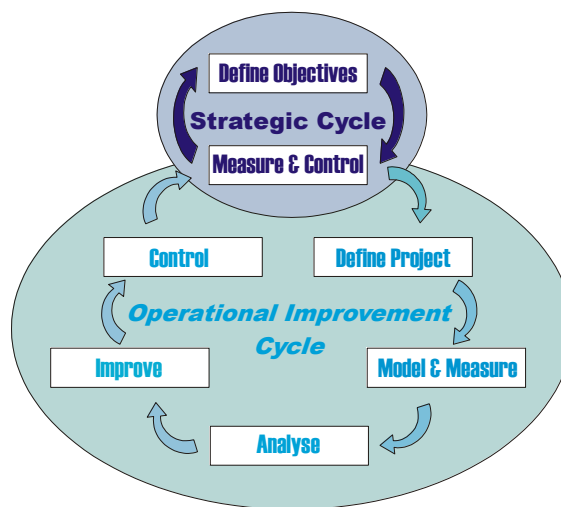 Define Objectives
Strategic Cycle
Measure & Control
Control
Define Project
Operational Improvement
Cycle
Improve
Model & Measure
Analyse